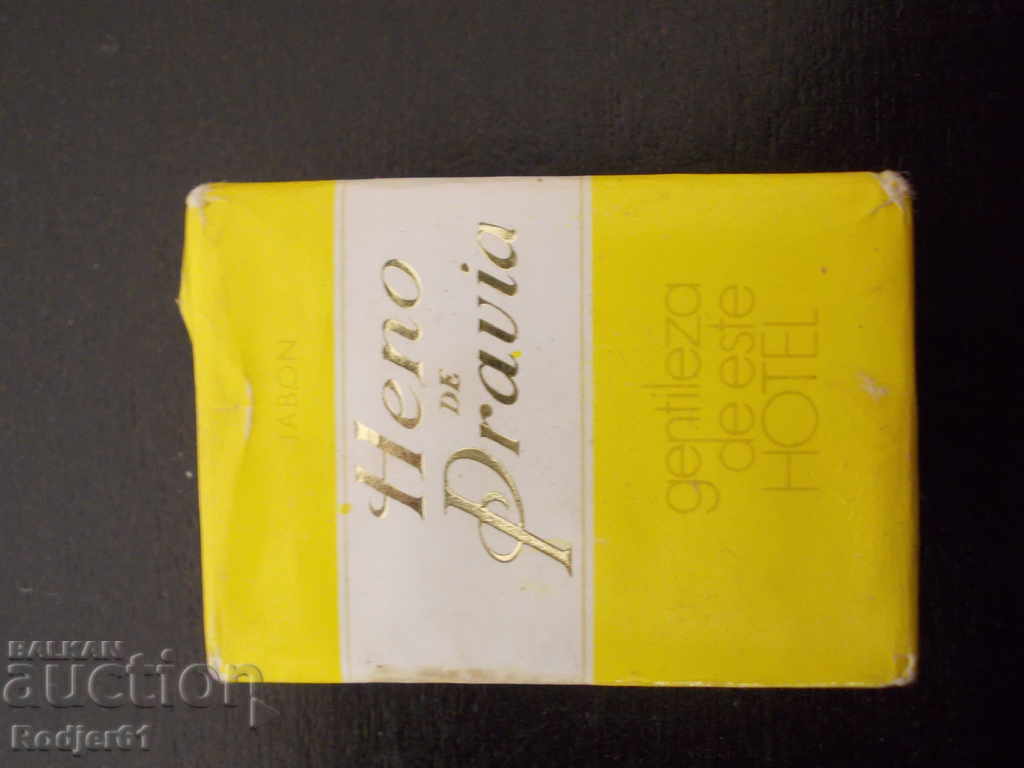 JABON
Heno
DE
Pravia
gentileza
de este
HOTEL
BALKAN
auction
Rodjer61